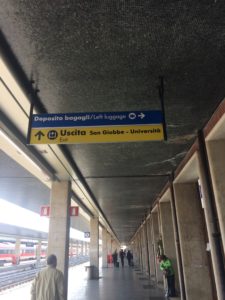 Deposito bagagli/Left luggage
Uscita San Giobbe - Università
Exit